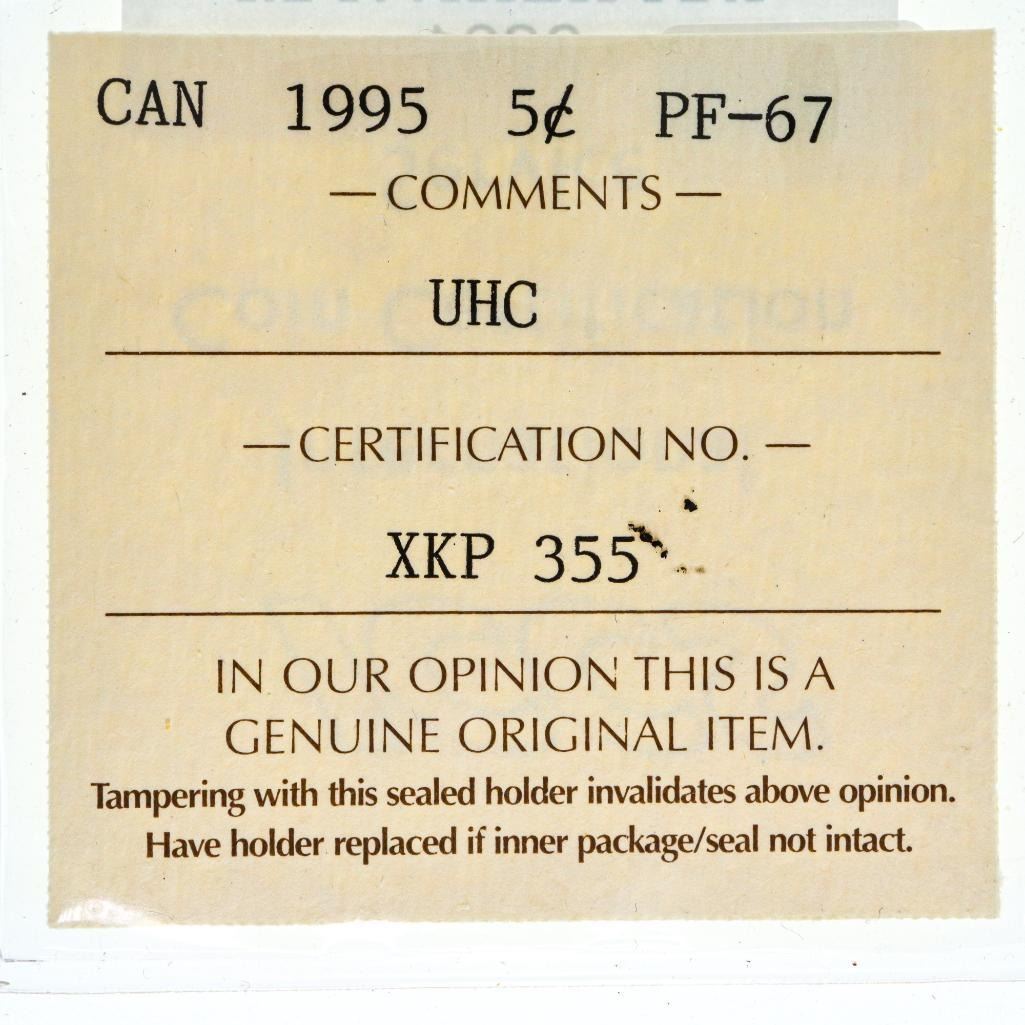 CAN 1995 5¢ PF-67
— COMMENTS —
UHC
— CERTIFICATION NO. —
XKP 355
IN OUR OPINION THIS IS A
GENUINE ORIGINAL ITEM.
Tampering with this sealed holder invalidates above opinion.
Have holder replaced if inner package/seal not intact.